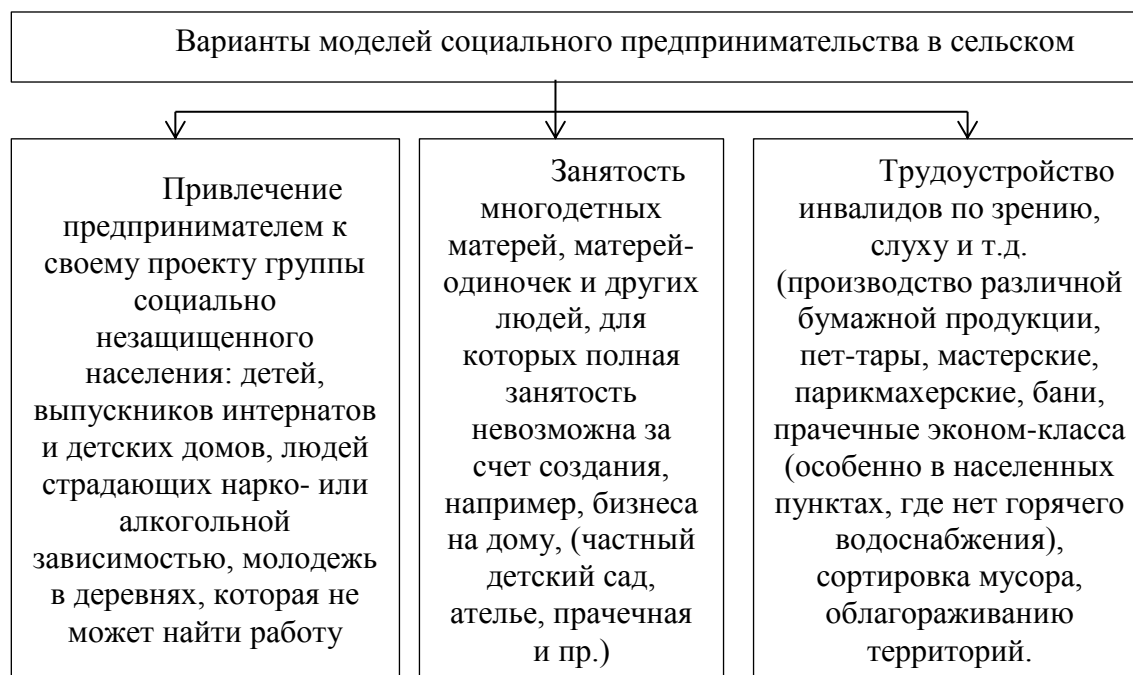 Варианты моделей социального предпринимательства в сельском
Привлечение
предпринимателем к
своему проекту группы
социально
незащищенного
населения: детей,
выпускников интернатов
и детских домов, людей
страдающих нарко- или
алкогольной
зависимостью, молодежь
в деревнях, которая не
может найти работу
Занятость
многодетных
матерей, матерей-
одиночек и других
людей, для
которых полная
занятость
невозможна за
счет создания,
например, бизнеса
на дому, (частный
детский сад,
ателье, прачечная
и пр.)
Трудоустройство
инвалидов по зрению,
слуху и т.д.
(производство различной
бумажной продукции,
пет-тары, мастерские,
парикмахерские, бани,
прачечные эконом-класса
(особенно в населенных
пунктах, где нет горячего
водоснабжения),
сортировка мусора,
облагораживанию
территорий.